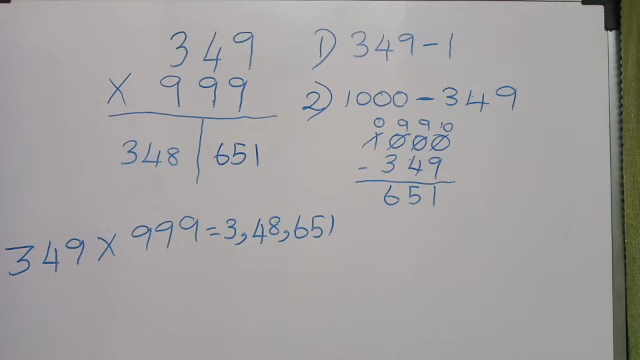 349
× 999
348 | 651
349 × 999 = 3,48,651
1) 349 - 1
2) 1000 - 349
0 9 9 10
1000
- 349
651